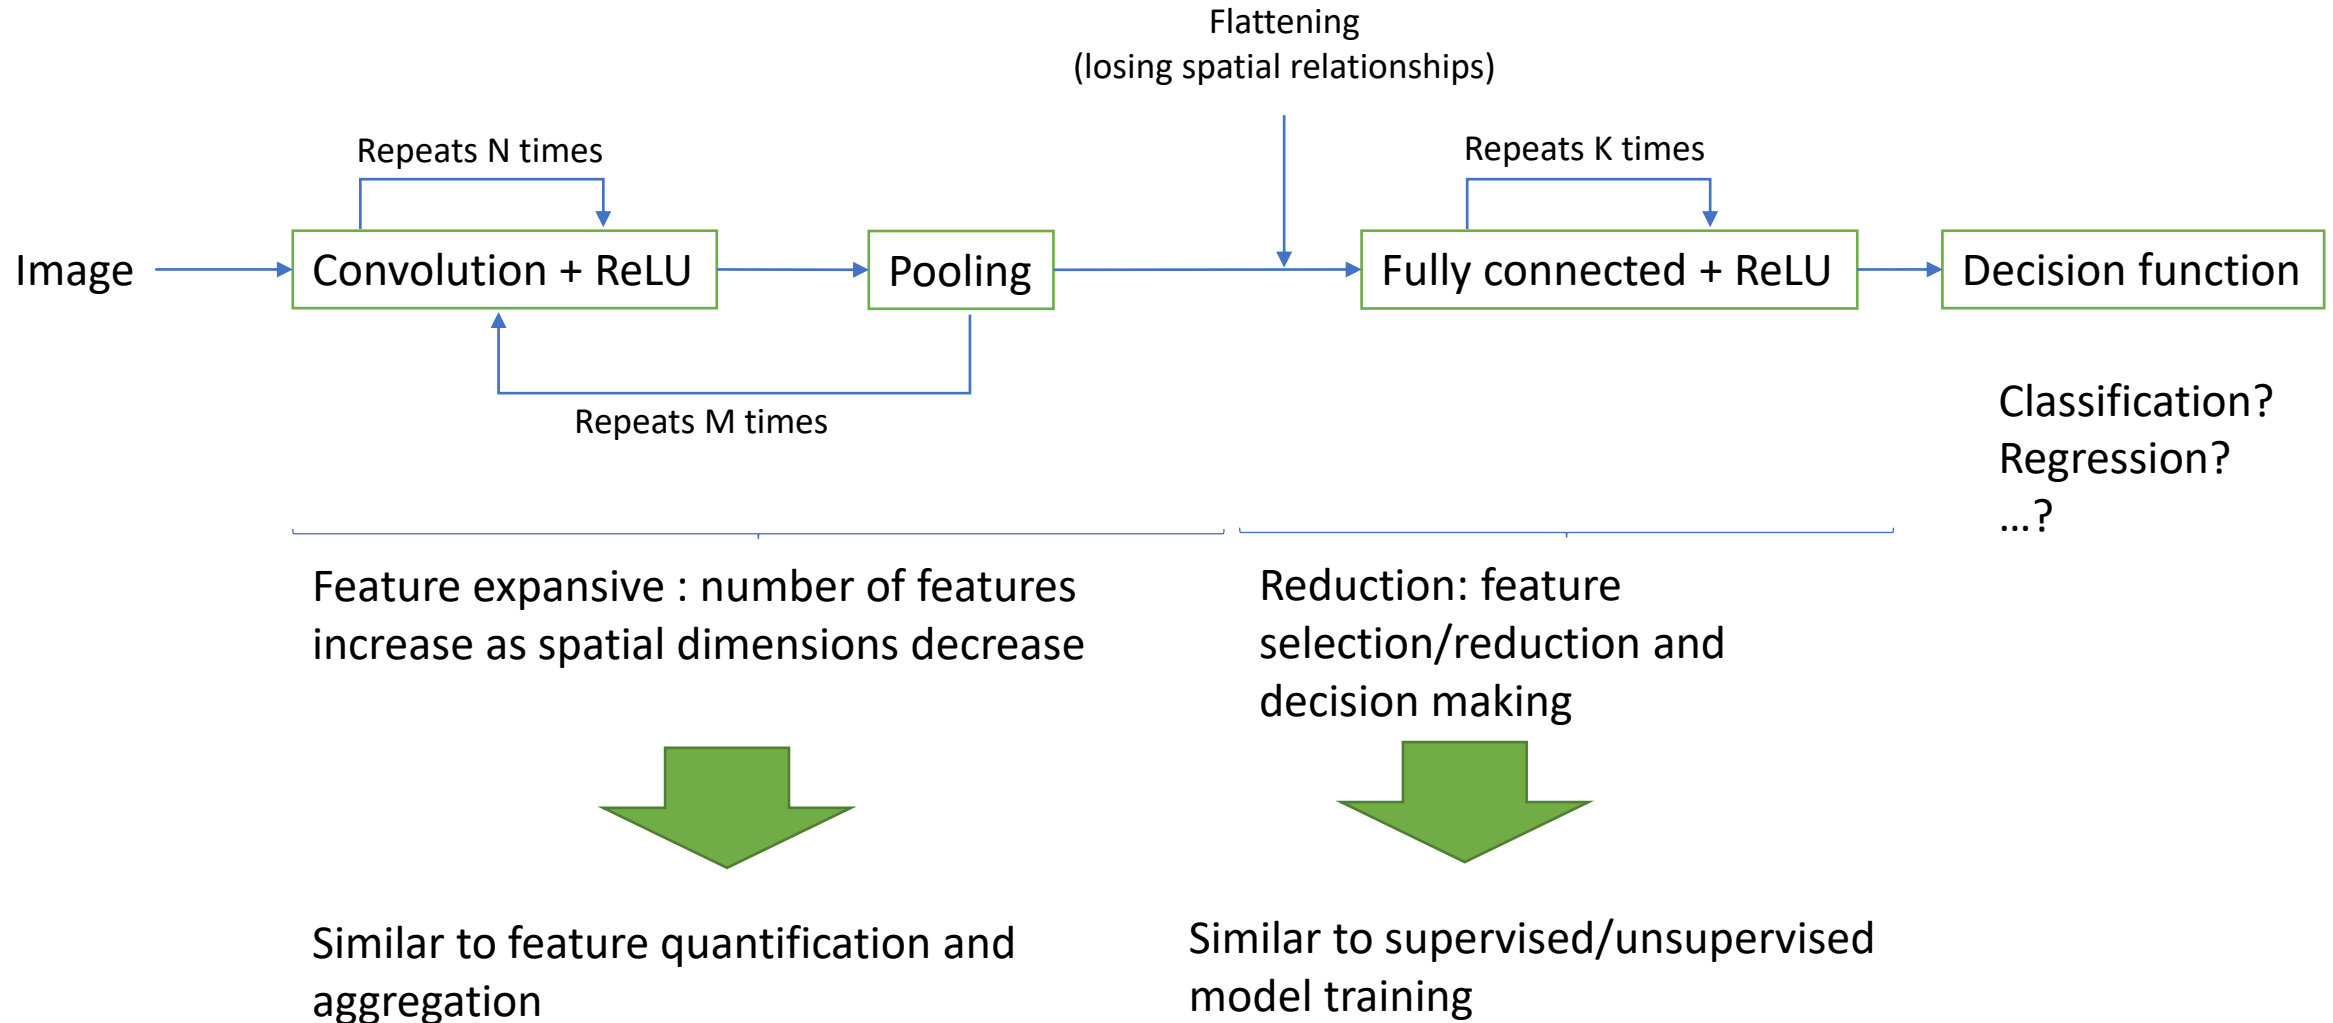 Flattening
(losing spatial relationships)
Repeats N times
Repeats K times
Image
Convolution + ReLU
Pooling
Fully connected + ReLU
Decision function
Repeats M times
Classification?
Regression?
...?
Feature expansive : number of features
increase as spatial dimensions decrease
Reduction: feature
selection/reduction and
decision making
Similar to feature quantification and
aggregation
Similar to supervised/unsupervised
model training